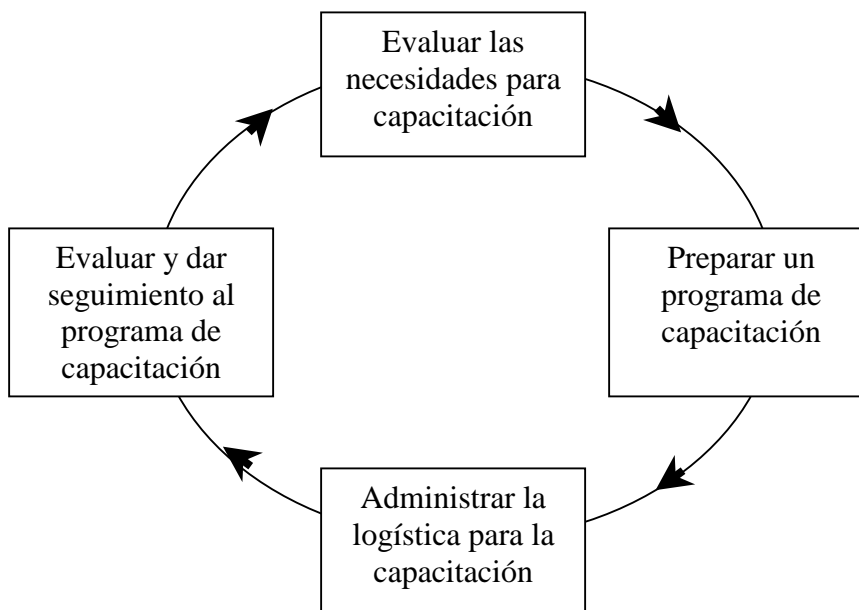 Evaluar las
necesidades para
capacitación
Preparar un
programa de
capacitación
Administrar la
logística para la
capacitación
Evaluar y dar
seguimiento al
programa de
capacitación